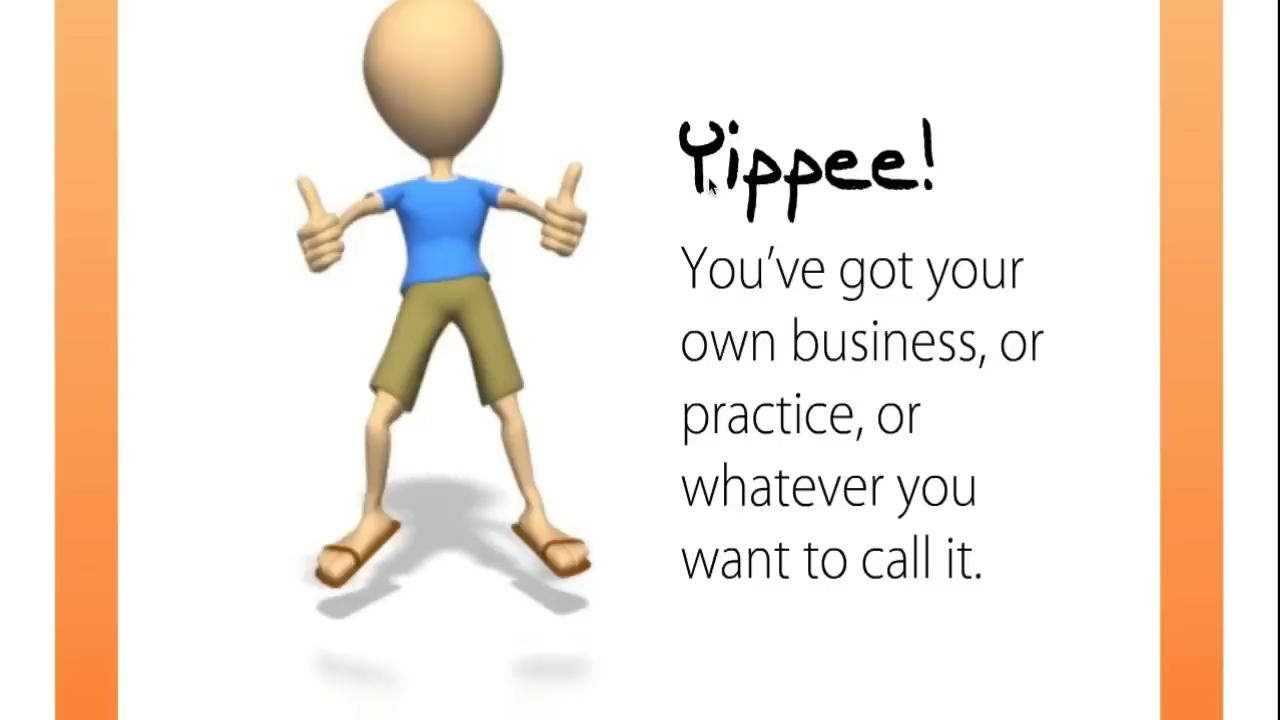 Yippee!
You’ve got your
own business, or
practice, or
whatever you
want to call it.